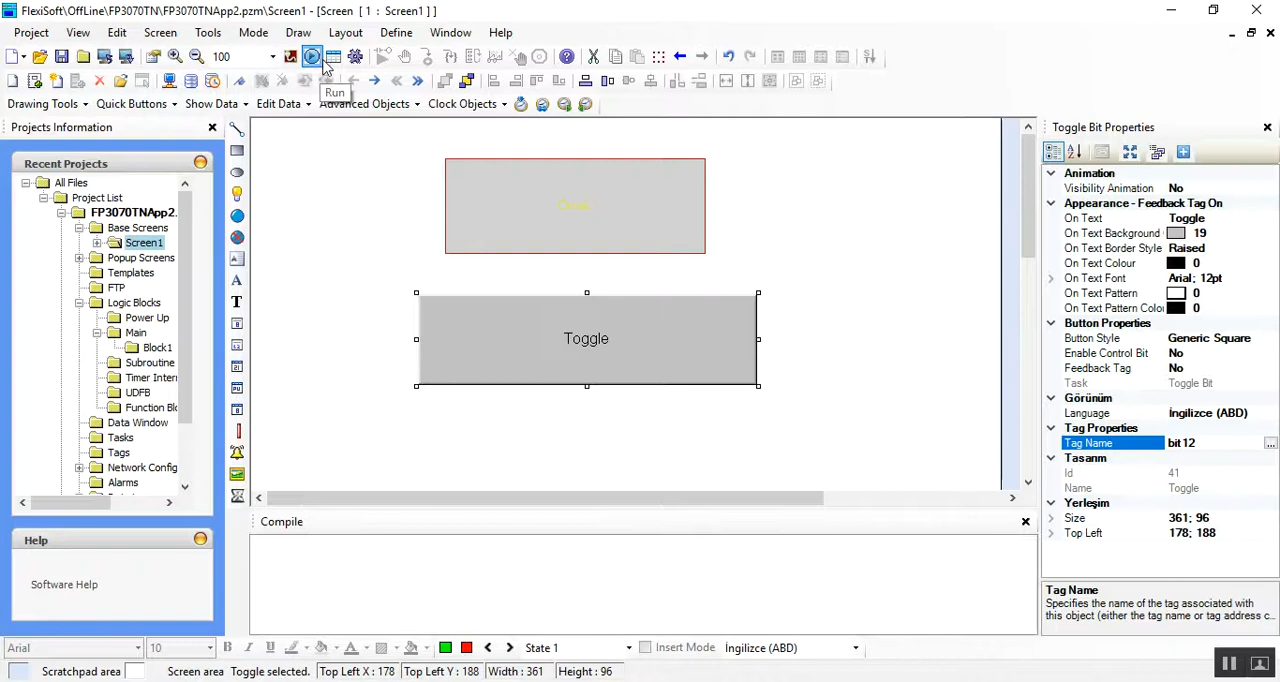 FlexiSoft\OffLine\FP3070TN\FP3070TNApp2.pzm\Screen1 - [Screen [ 1 : Screen1 ] ]
Project View Edit Screen Tools Mode Layout Draw Define Window Help
100
Run
Drawing Tools Quick Buttons Show Data Edit Data Advanced Objects Clock Objects
Projects Information
Recent Projects
All Files
Project List
FP3070TNApp2.
Base Screens
Screen1
Popup Screens
Templates
FTP
Logic Blocks
Power Up
Main
Block1
Subroutine
Timer Inter
UDFB
Function Blo
Data Window
Tasks
Tags
Network Config
Alarms
Help
Software Help
Toggle
Compile
Toggle Bit Properties
Animation
Visibility Animation No
Appearance - Feedback Tag On
On Text Toggle
On Text Background 19
On Text Border Style Raised
On Text Colour 0
On Text Font Arial; 12pt
On Text Pattern 0
On Text Pattern Colo 0
Button Properties
Button Style Generic Square
Enable Control Bit No
Feedback Tag No
Task Toggle Bit
Görünüm
Language İngilizce (ABD)
Tag Properties
Tag Name bit12 ...
Tasarım
Id 41
Name Toggle
Yerleşim
Size 361; 96
Top Left 178; 188
Tag Name
Specifies the name of the tag associated with
this object (either the tag name or tag address c...
Arial 10 B I U A State 1 Insert Mode İngilizce (ABD)
Scratchpad area Screen area Toggle selected. Top Left X : 178 Top Left Y : 188 Width : 361 Height : 96